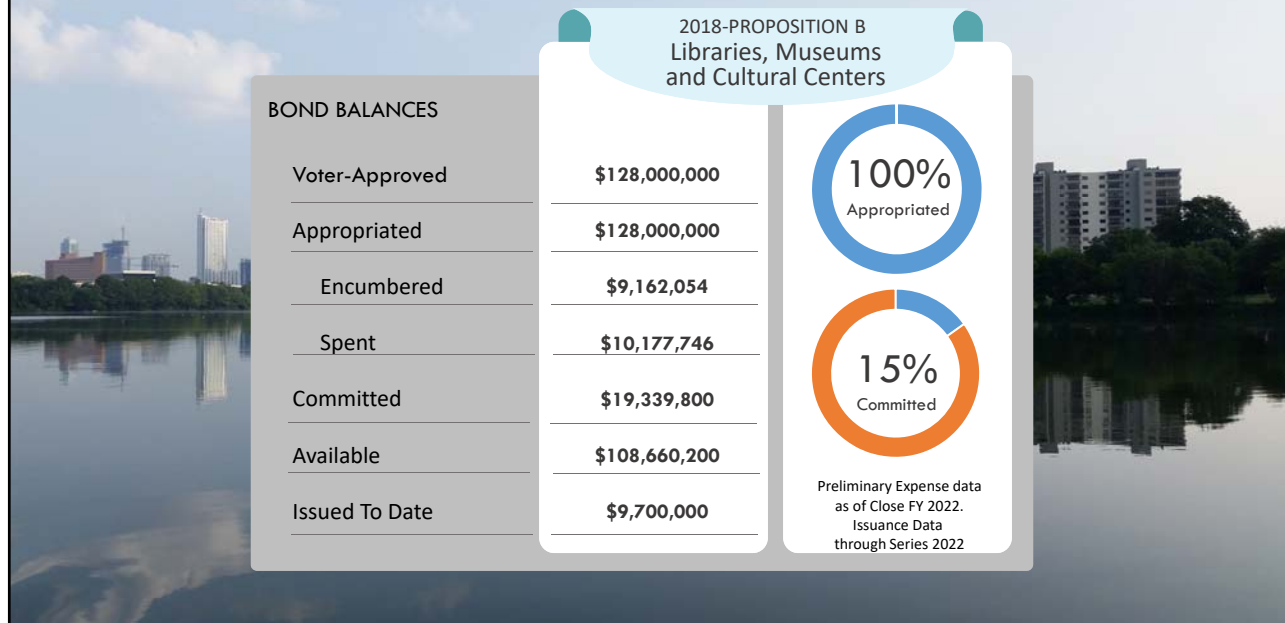 2018-PROPOSITION B
Libraries, Museums
and Cultural Centers
BOND BALANCES
Voter-Approved $128,000,000
Appropriated $128,000,000
Encumbered $9,162,054
Spent $10,177,746
Committed $19,339,800
Available $108,660,200
Issued To Date $9,700,000
100%
Appropriated
15%
Committed
Preliminary Expense data
as of Close FY 2022.
Issuance Data
through Series 2022